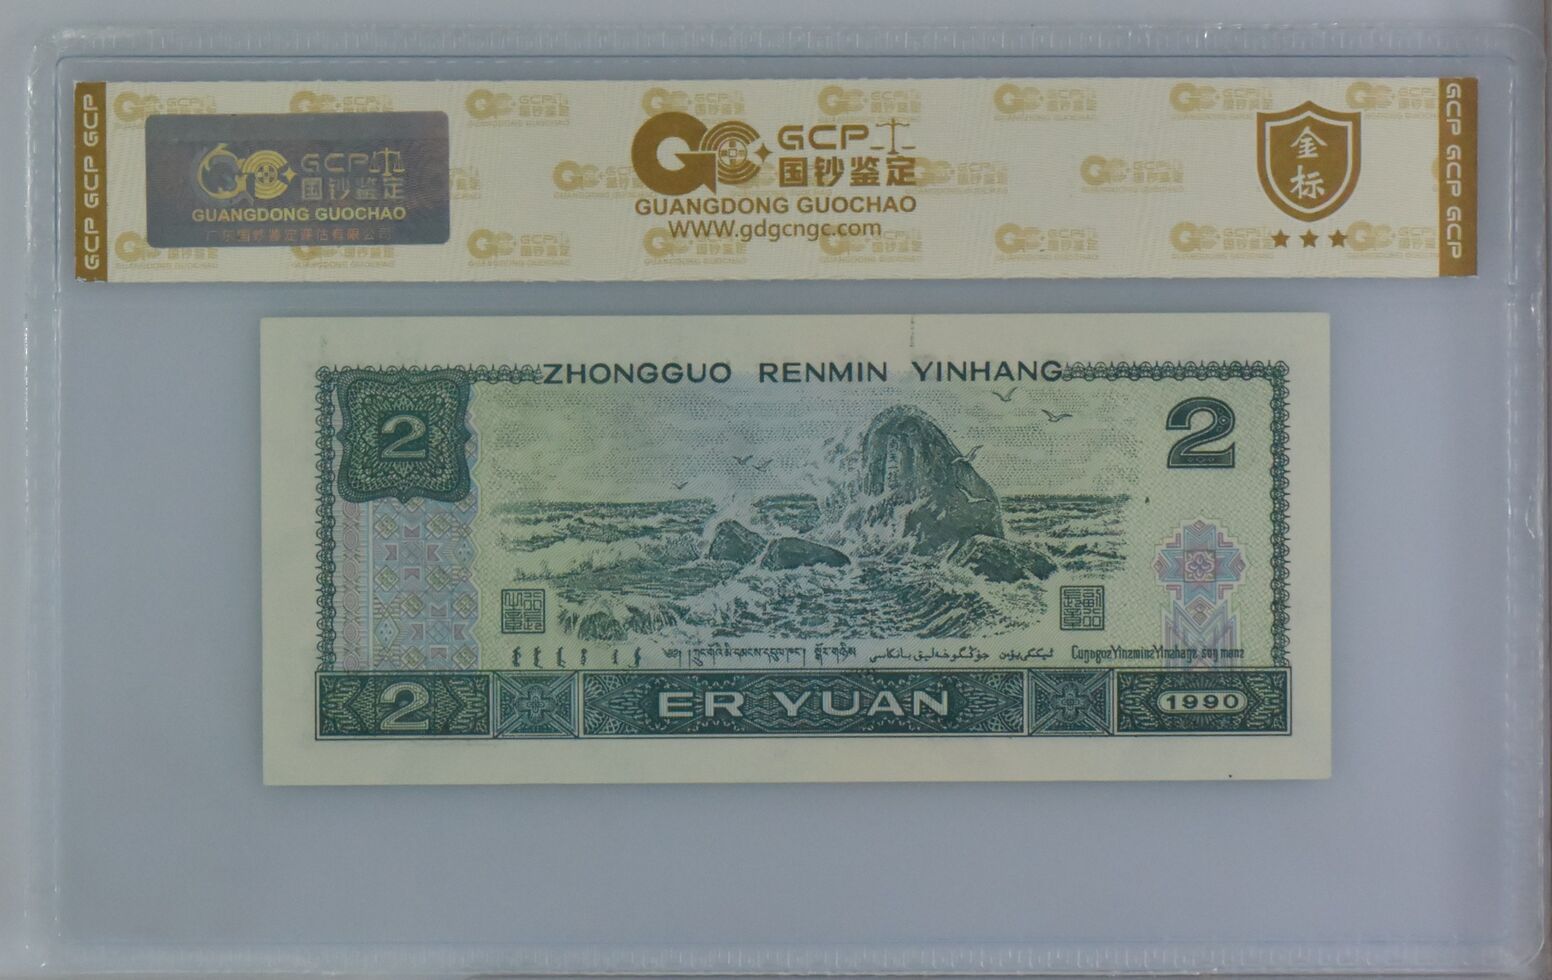 GCP GCP GCP
GCP
国钞鉴定
GUANGDONG GUOCHAO
广东国钞鉴定评估有限公司
GCP
国钞鉴定
GUANGDONG GUOCHAO
WWW.gdgcngc.com
金标
GCP GCP GCP
ZHONGGUO RENMIN YINHANG
2
2
2
ER YUAN
1990